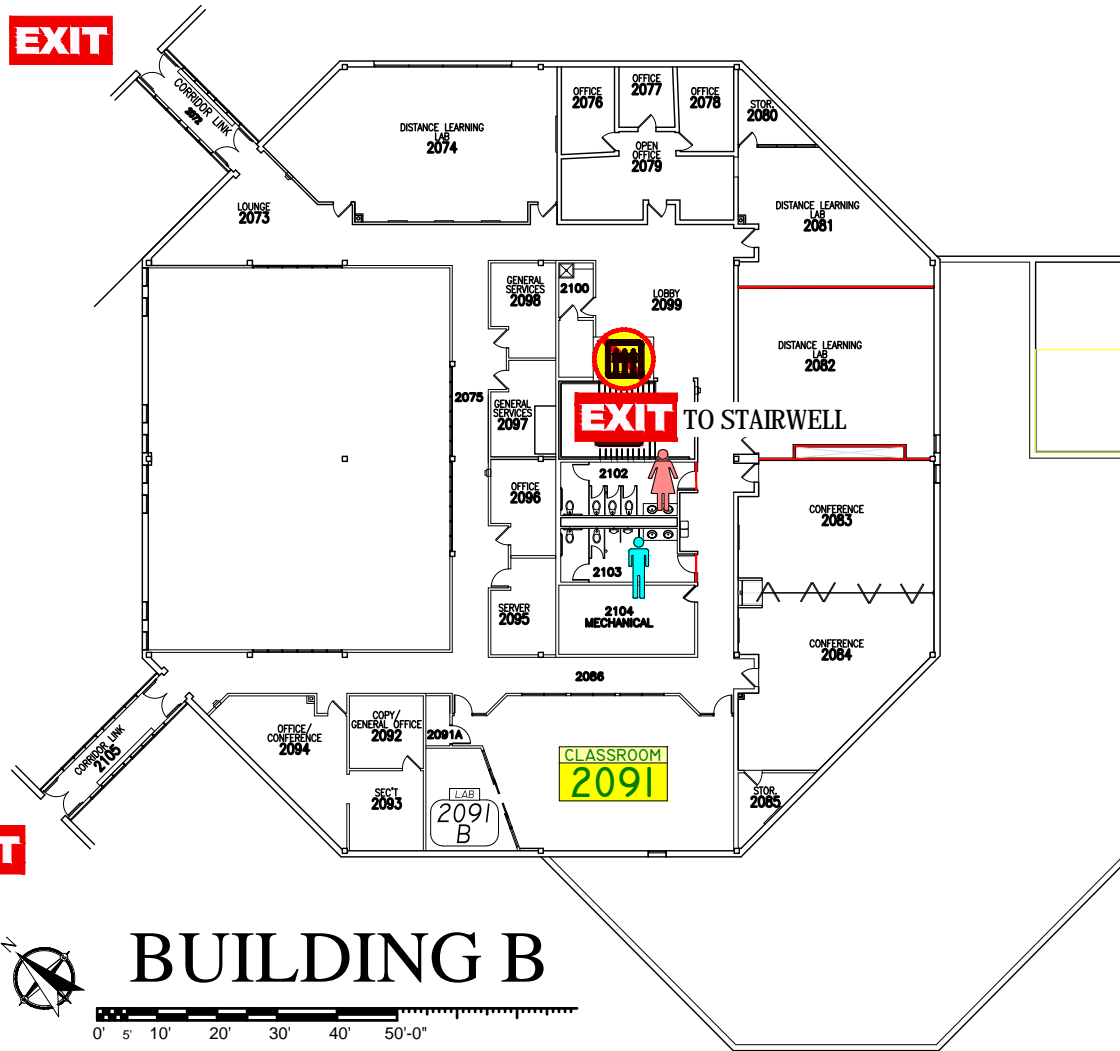 EXIT
CORRIDOR LINK
2072
DISTANCE LEARNING
LAB
2074
OFFICE
2076
OFFICE
2077
OFFICE
2078
STOR.
2080
OPEN
OFFICE
2079
LOUNGE
2073
DISTANCE LEARNING
LAB
2081
GENERAL
SERVICES
2098
2100
LOBBY
2099
DISTANCE LEARNING
LAB
2082
2075
GENERAL
SERVICES
2097
EXIT TO STAIRWELL
2102
OFFICE
2096
CONFERENCE
2083
2103
SERVER
2095
2104
MECHANICAL
CONFERENCE
2084
2086
OFFICE/
CONFERENCE
2094
COPY/
GENERAL OFFICE
2092
2091A
CORRIDOR LINK
2105
CLASSROOM
2091
SEC'T
2093
LAB
2091
B
STOR.
2085
T
N
BUILDING B
0' 5' 10' 20' 30' 40' 50'-0"